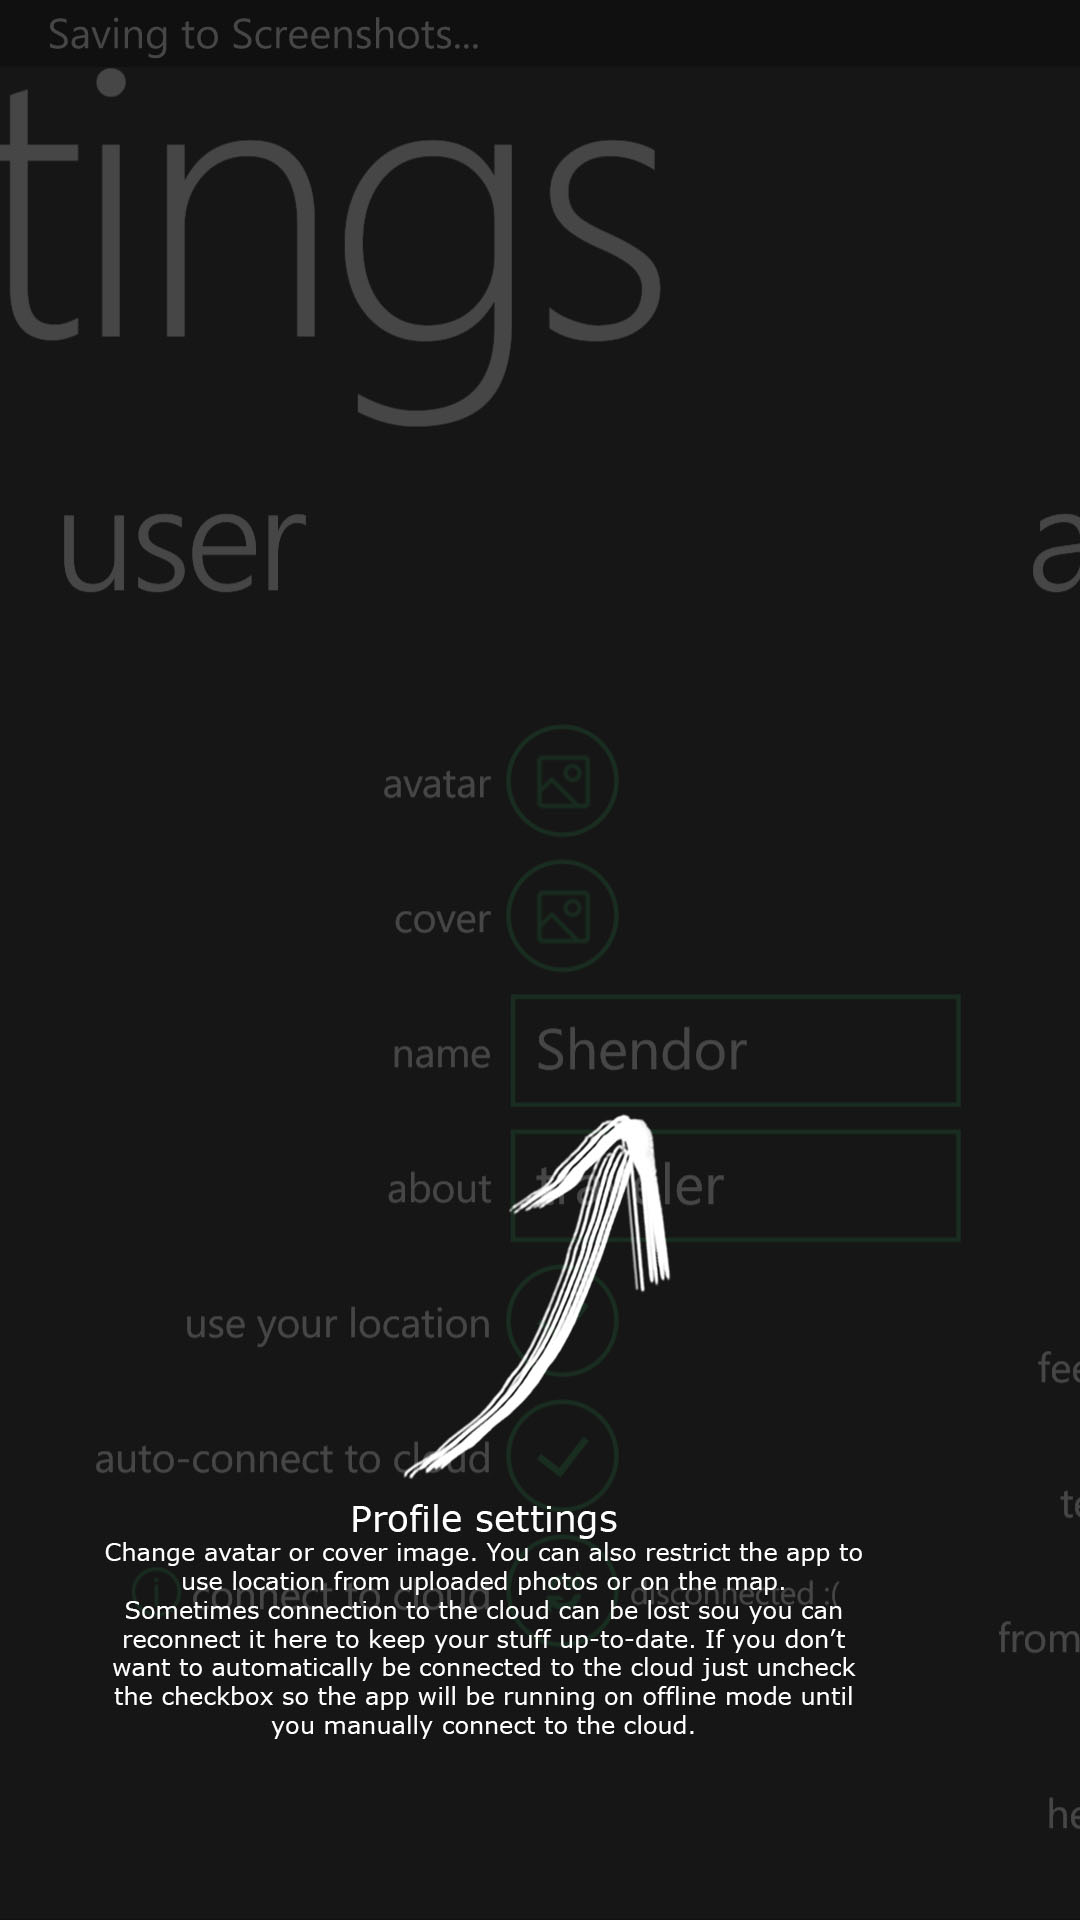 Saving to Screenshots...
tings
user
a
avatar
cover
name Shendor
about
use your location
fee
auto-connect to cloud
te
Profile settings
Change avatar or cover image. You can also restrict the app to
use location from uploaded photos or on the map.
connect to cloud disconnected :(
Sometimes connection to the cloud can be lost sou you can
reconnect it here to keep your stuff up-to-date. If you don’t
from
want to automatically be connected to the cloud just uncheck
the checkbox so the app will be running on offline mode until
you manually connect to the cloud.
he